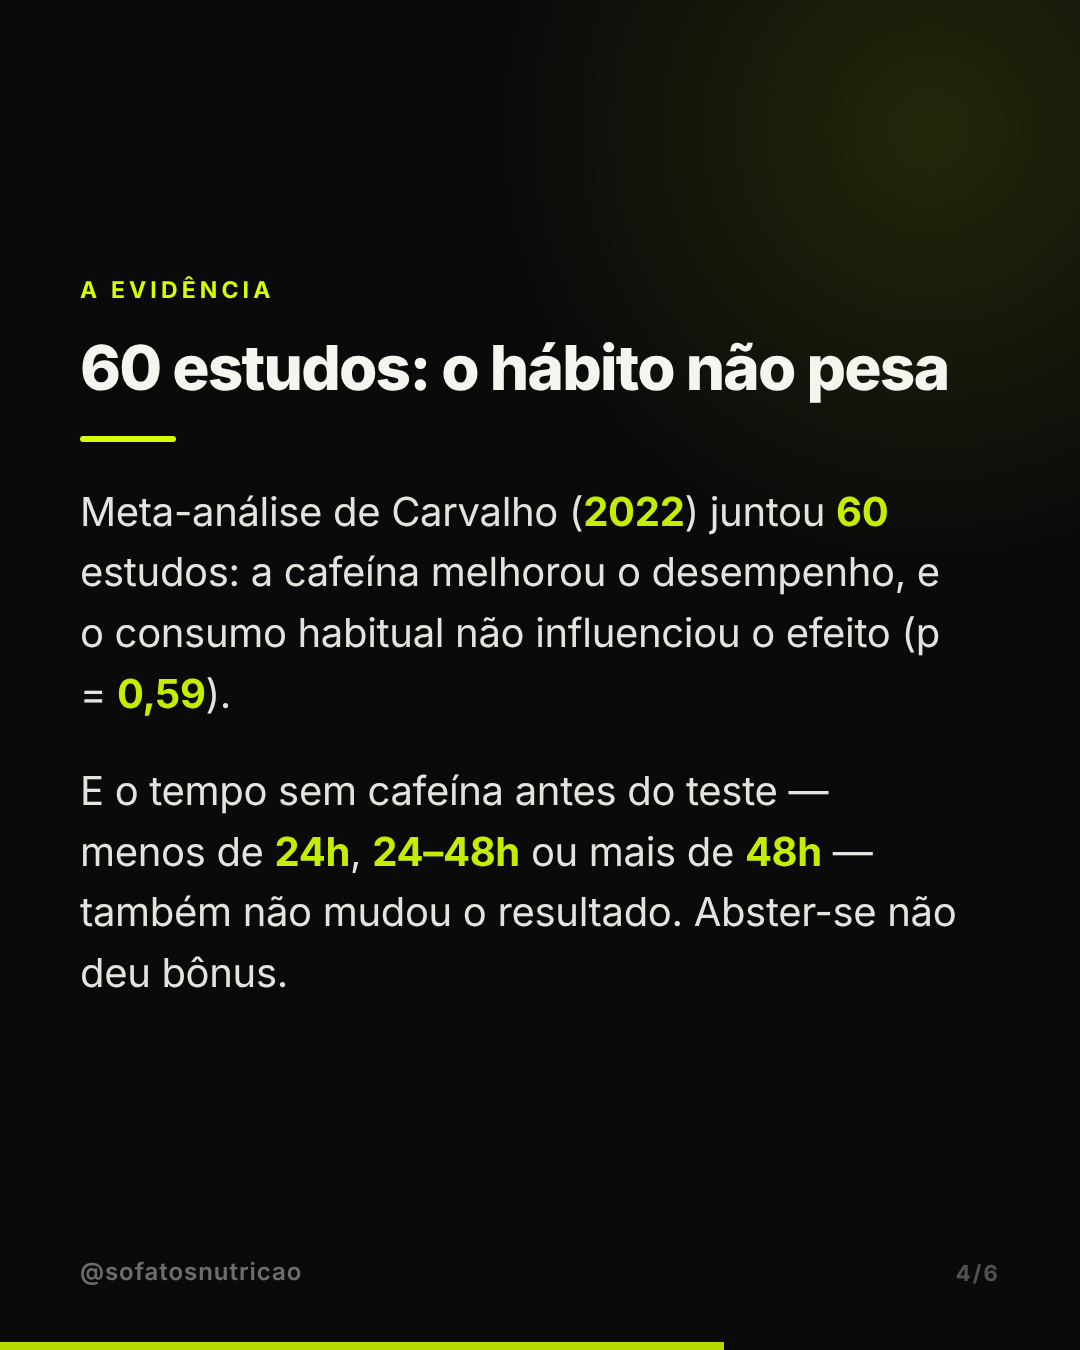 A EVIDÊNCIA
60 estudos: o hábito não pesa
Meta-análise de Carvalho (2022) juntou 60
estudos: a cafeína melhorou o desempenho, e
o consumo habitual não influenciou o efeito (p
= 0,59).
E o tempo sem cafeína antes do teste —
menos de 24h, 24–48h ou mais de 48h —
também não mudou o resultado. Abster-se não
deu bônus.
@sofatosnutricao
4/6